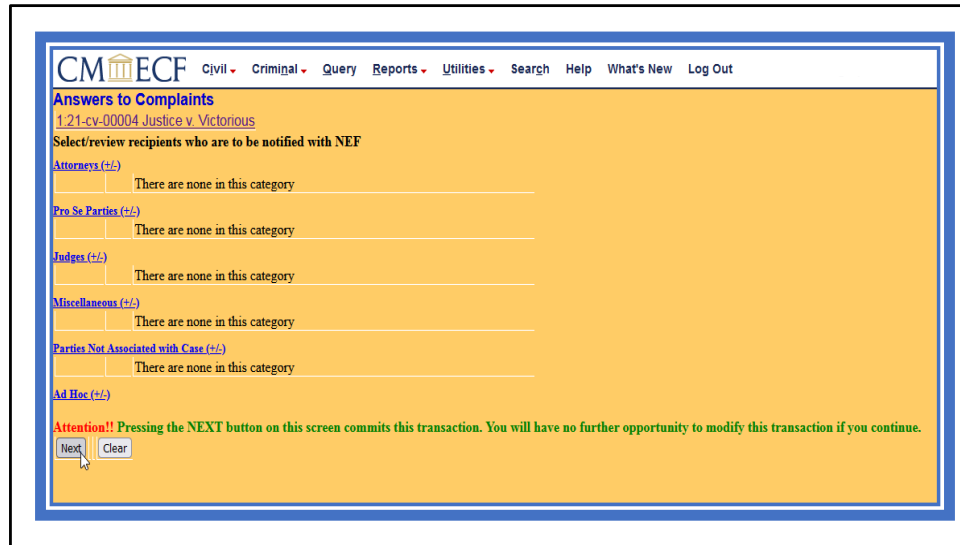 CM ECF Civil Criminal Query Reports Utilities Search Help What's New Log Out
Answers to Complaints
1:21-cv-00004 Justice v. Victorious
Select/review recipients who are to be notified with NEF
Attorneys (+/-)
There are none in this category
Pro Se Parties (+/-)
There are none in this category
Judges (+/-)
There are none in this category
Miscellaneous (+/-)
There are none in this category
Parties Not Associated with Case (+/-)
There are none in this category
Ad Hoc (+/-)
Attention!! Pressing the NEXT button on this screen commits this transaction. You will have no further opportunity to modify this transaction if you continue.
Next Clear